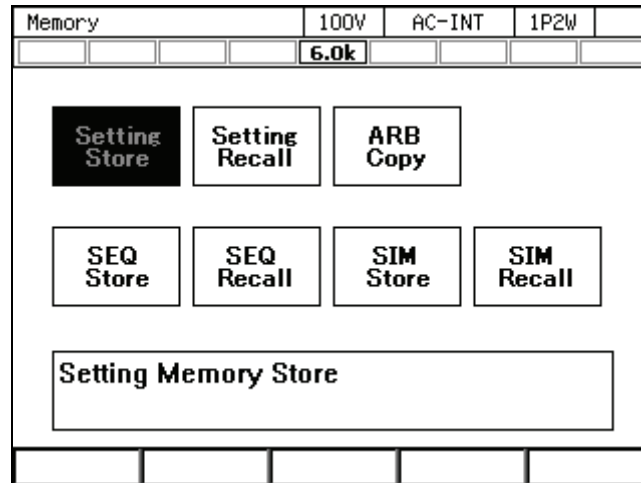 Memory 100V AC-INT 1P2W
6.0k
Setting Store
Setting Recall
ARB Copy
SEQ Store
SEQ Recall
SIM Store
SIM Recall
Setting Memory Store